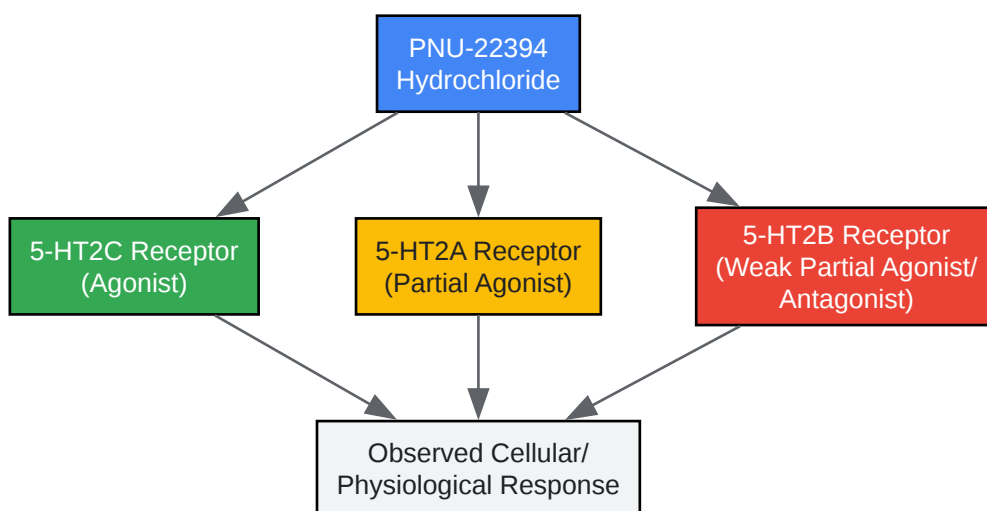 PNU-22394
Hydrochloride
5-HT2C Receptor
(Agonist)
5-HT2A Receptor
(Partial Agonist)
5-HT2B Receptor
(Weak Partial Agonist/
Antagonist)
Observed Cellular/
Physiological Response